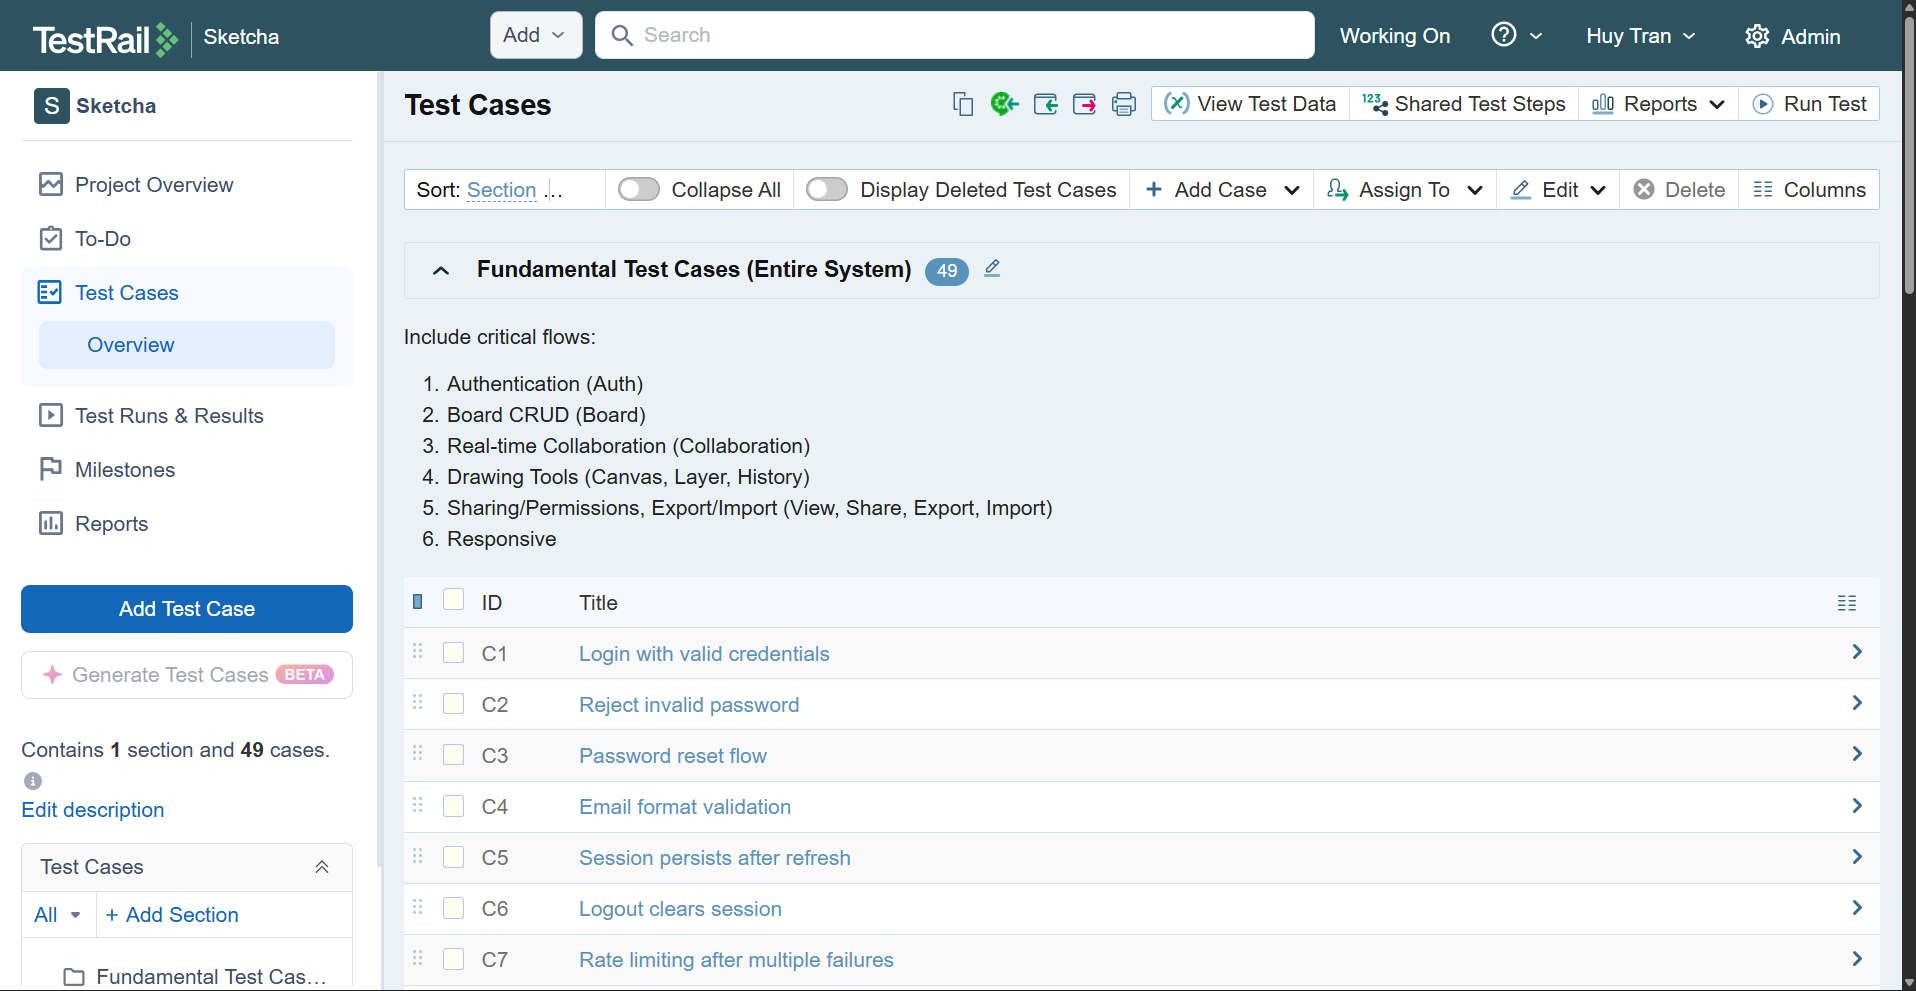 TestRail Sketcha Add Search Working On Huy Tran Admin
S Sketcha
Project Overview
To-Do
Test Cases
Overview
Test Runs & Results
Milestones
Reports
Add Test Case
Generate Test Cases BETA
Contains 1 section and 49 cases.
Edit description
Test Cases
All + Add Section
Fundamental Test Cas...
Test Cases
View Test Data 123 Shared Test Steps Reports Run Test
Sort: Section ... Collapse All Display Deleted Test Cases + Add Case Assign To Edit Delete Columns
Fundamental Test Cases (Entire System) 49
Include critical flows:
1. Authentication (Auth)
2. Board CRUD (Board)
3. Real-time Collaboration (Collaboration)
4. Drawing Tools (Canvas, Layer, History)
5. Sharing/Permissions, Export/Import (View, Share, Export, Import)
6. Responsive
ID Title
C1 Login with valid credentials
C2 Reject invalid password
C3 Password reset flow
C4 Email format validation
C5 Session persists after refresh
C6 Logout clears session
C7 Rate limiting after multiple failures